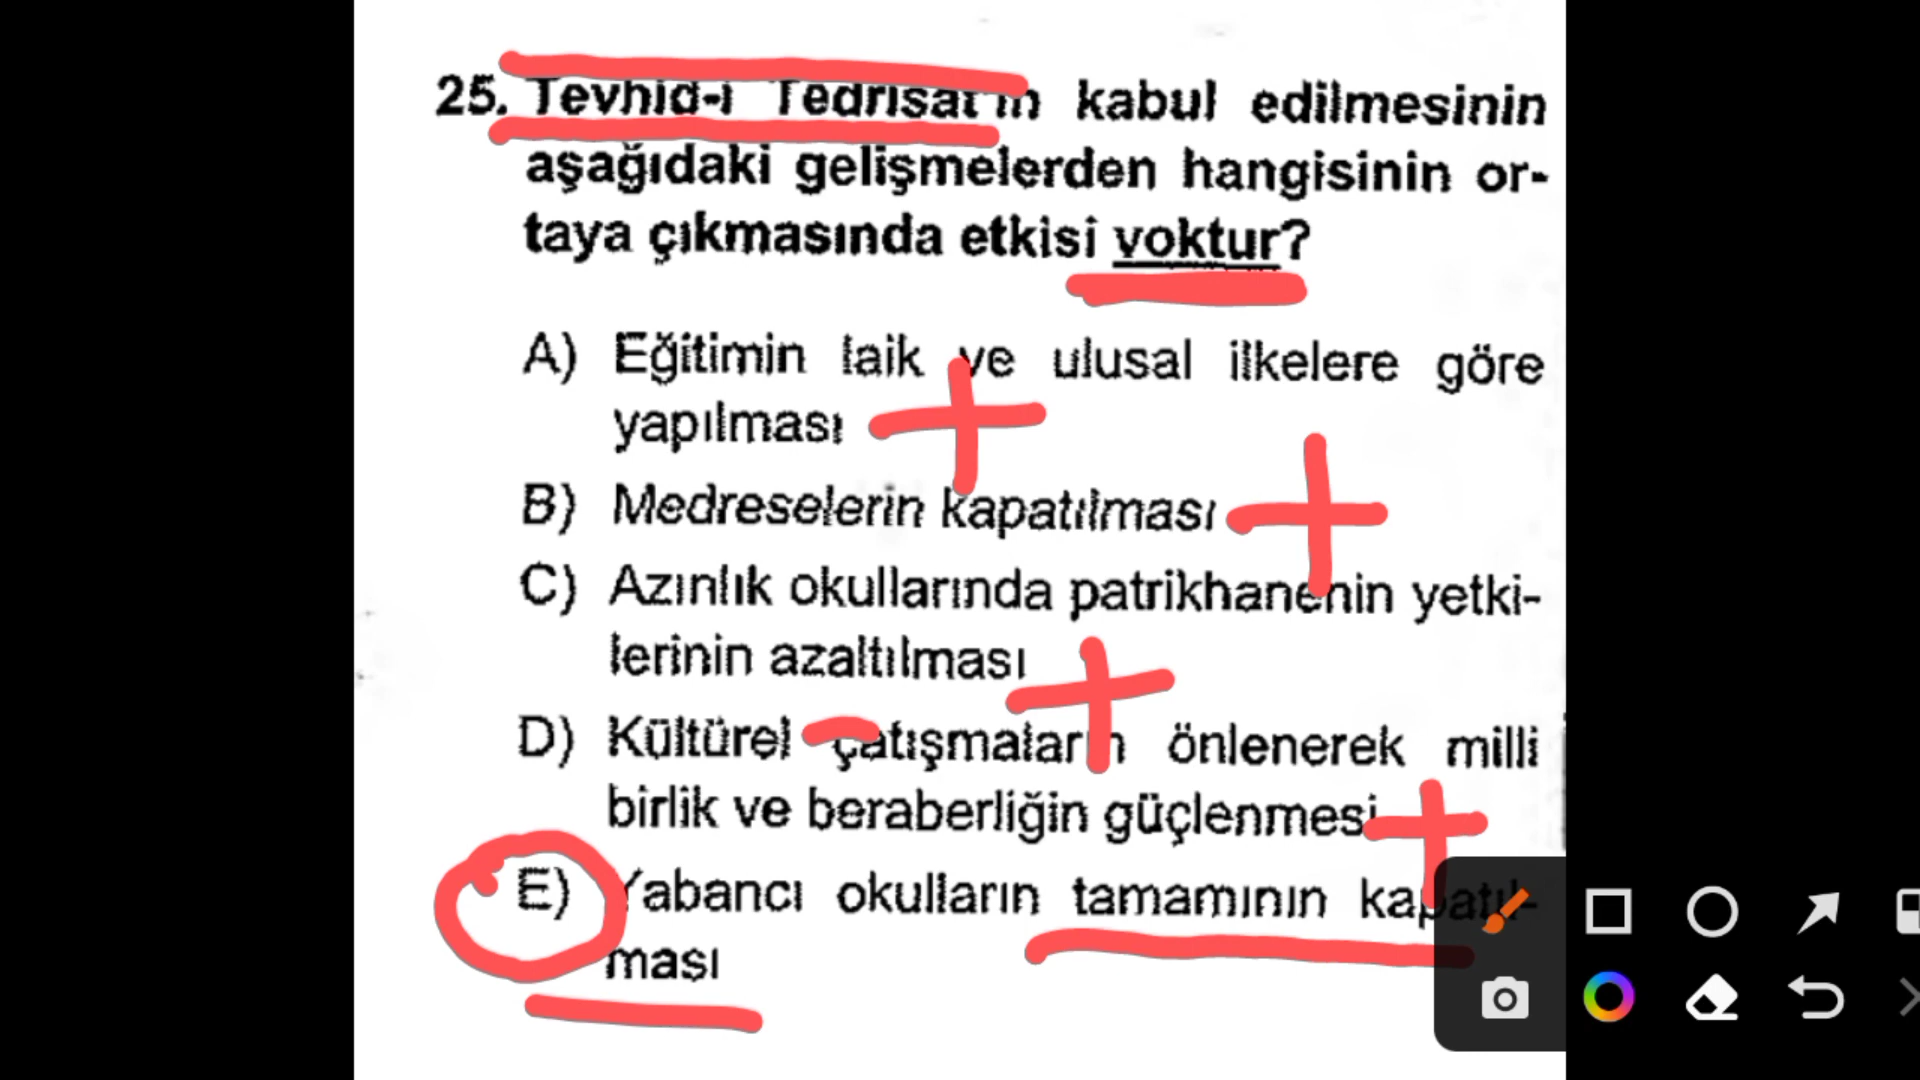 25. Tevhid-i Tedrisat'ın kabul edilmesinin
aşağıdaki gelişmelerden hangisinin or-
taya çıkmasında etkisi yoktur?
A) Eğitimin laik ve ulusal ilkelere göre
yapılması
B) Medreselerin kapatılması
C) Azınlık okullarında patrikhanenin yetki-
lerinin azaltılması
D) Kültürel çatışmaların önlenerek milli
birlik ve beraberliğin güçlenmesi
E) Yabancı okulların tamamının kapatıl-
ması